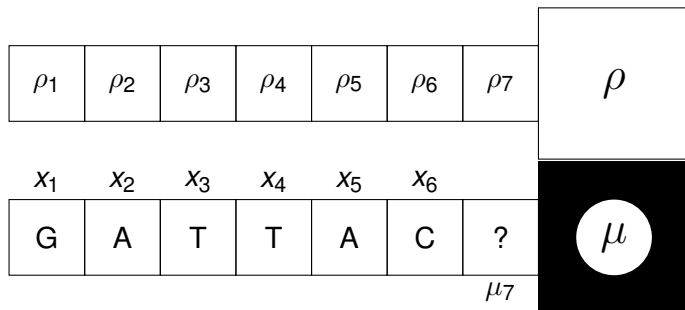 ρ₁ ρ₂ ρ₃ ρ₄ ρ₅ ρ₆ ρ₇ ρ
x₁ x₂ x₃ x₄ x₅ x₆
G A T T A C ? μ
μ₇